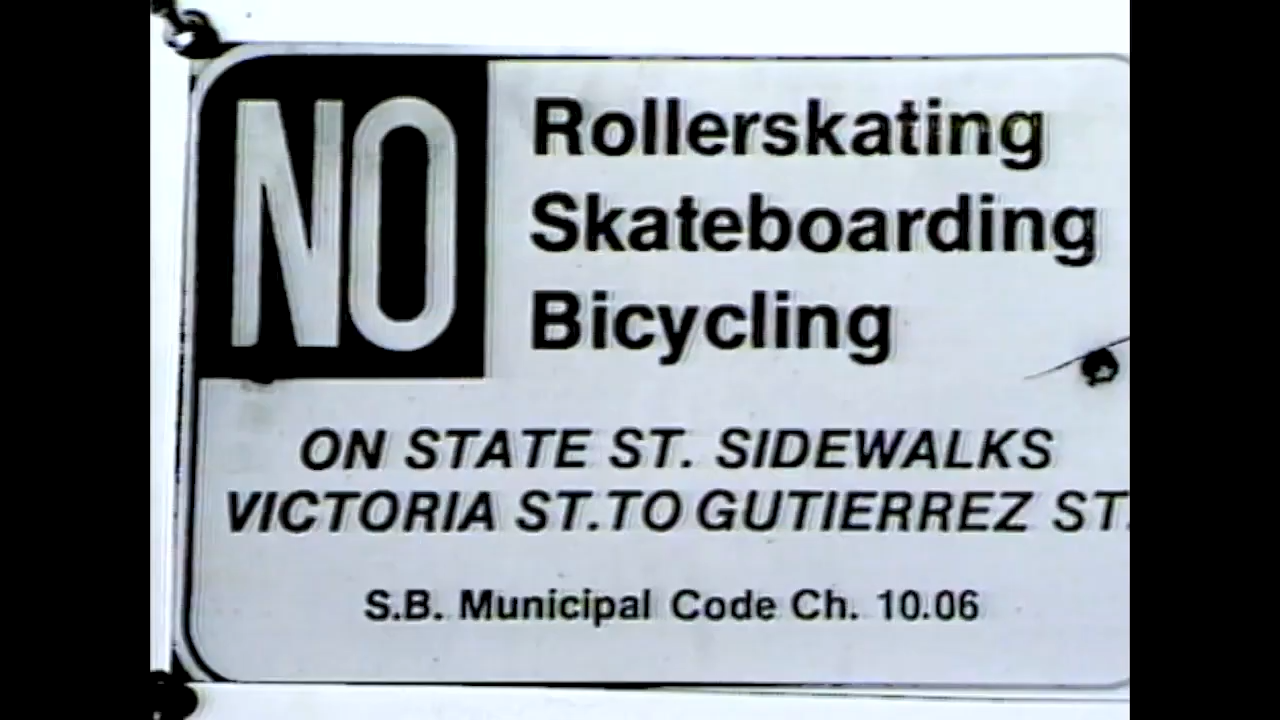 NO
Rollerskating
Skateboarding
Bicycling
ON STATE ST. SIDEWALKS
VICTORIA ST. TO GUTIERREZ ST.
S.B. Municipal Code Ch. 10.06